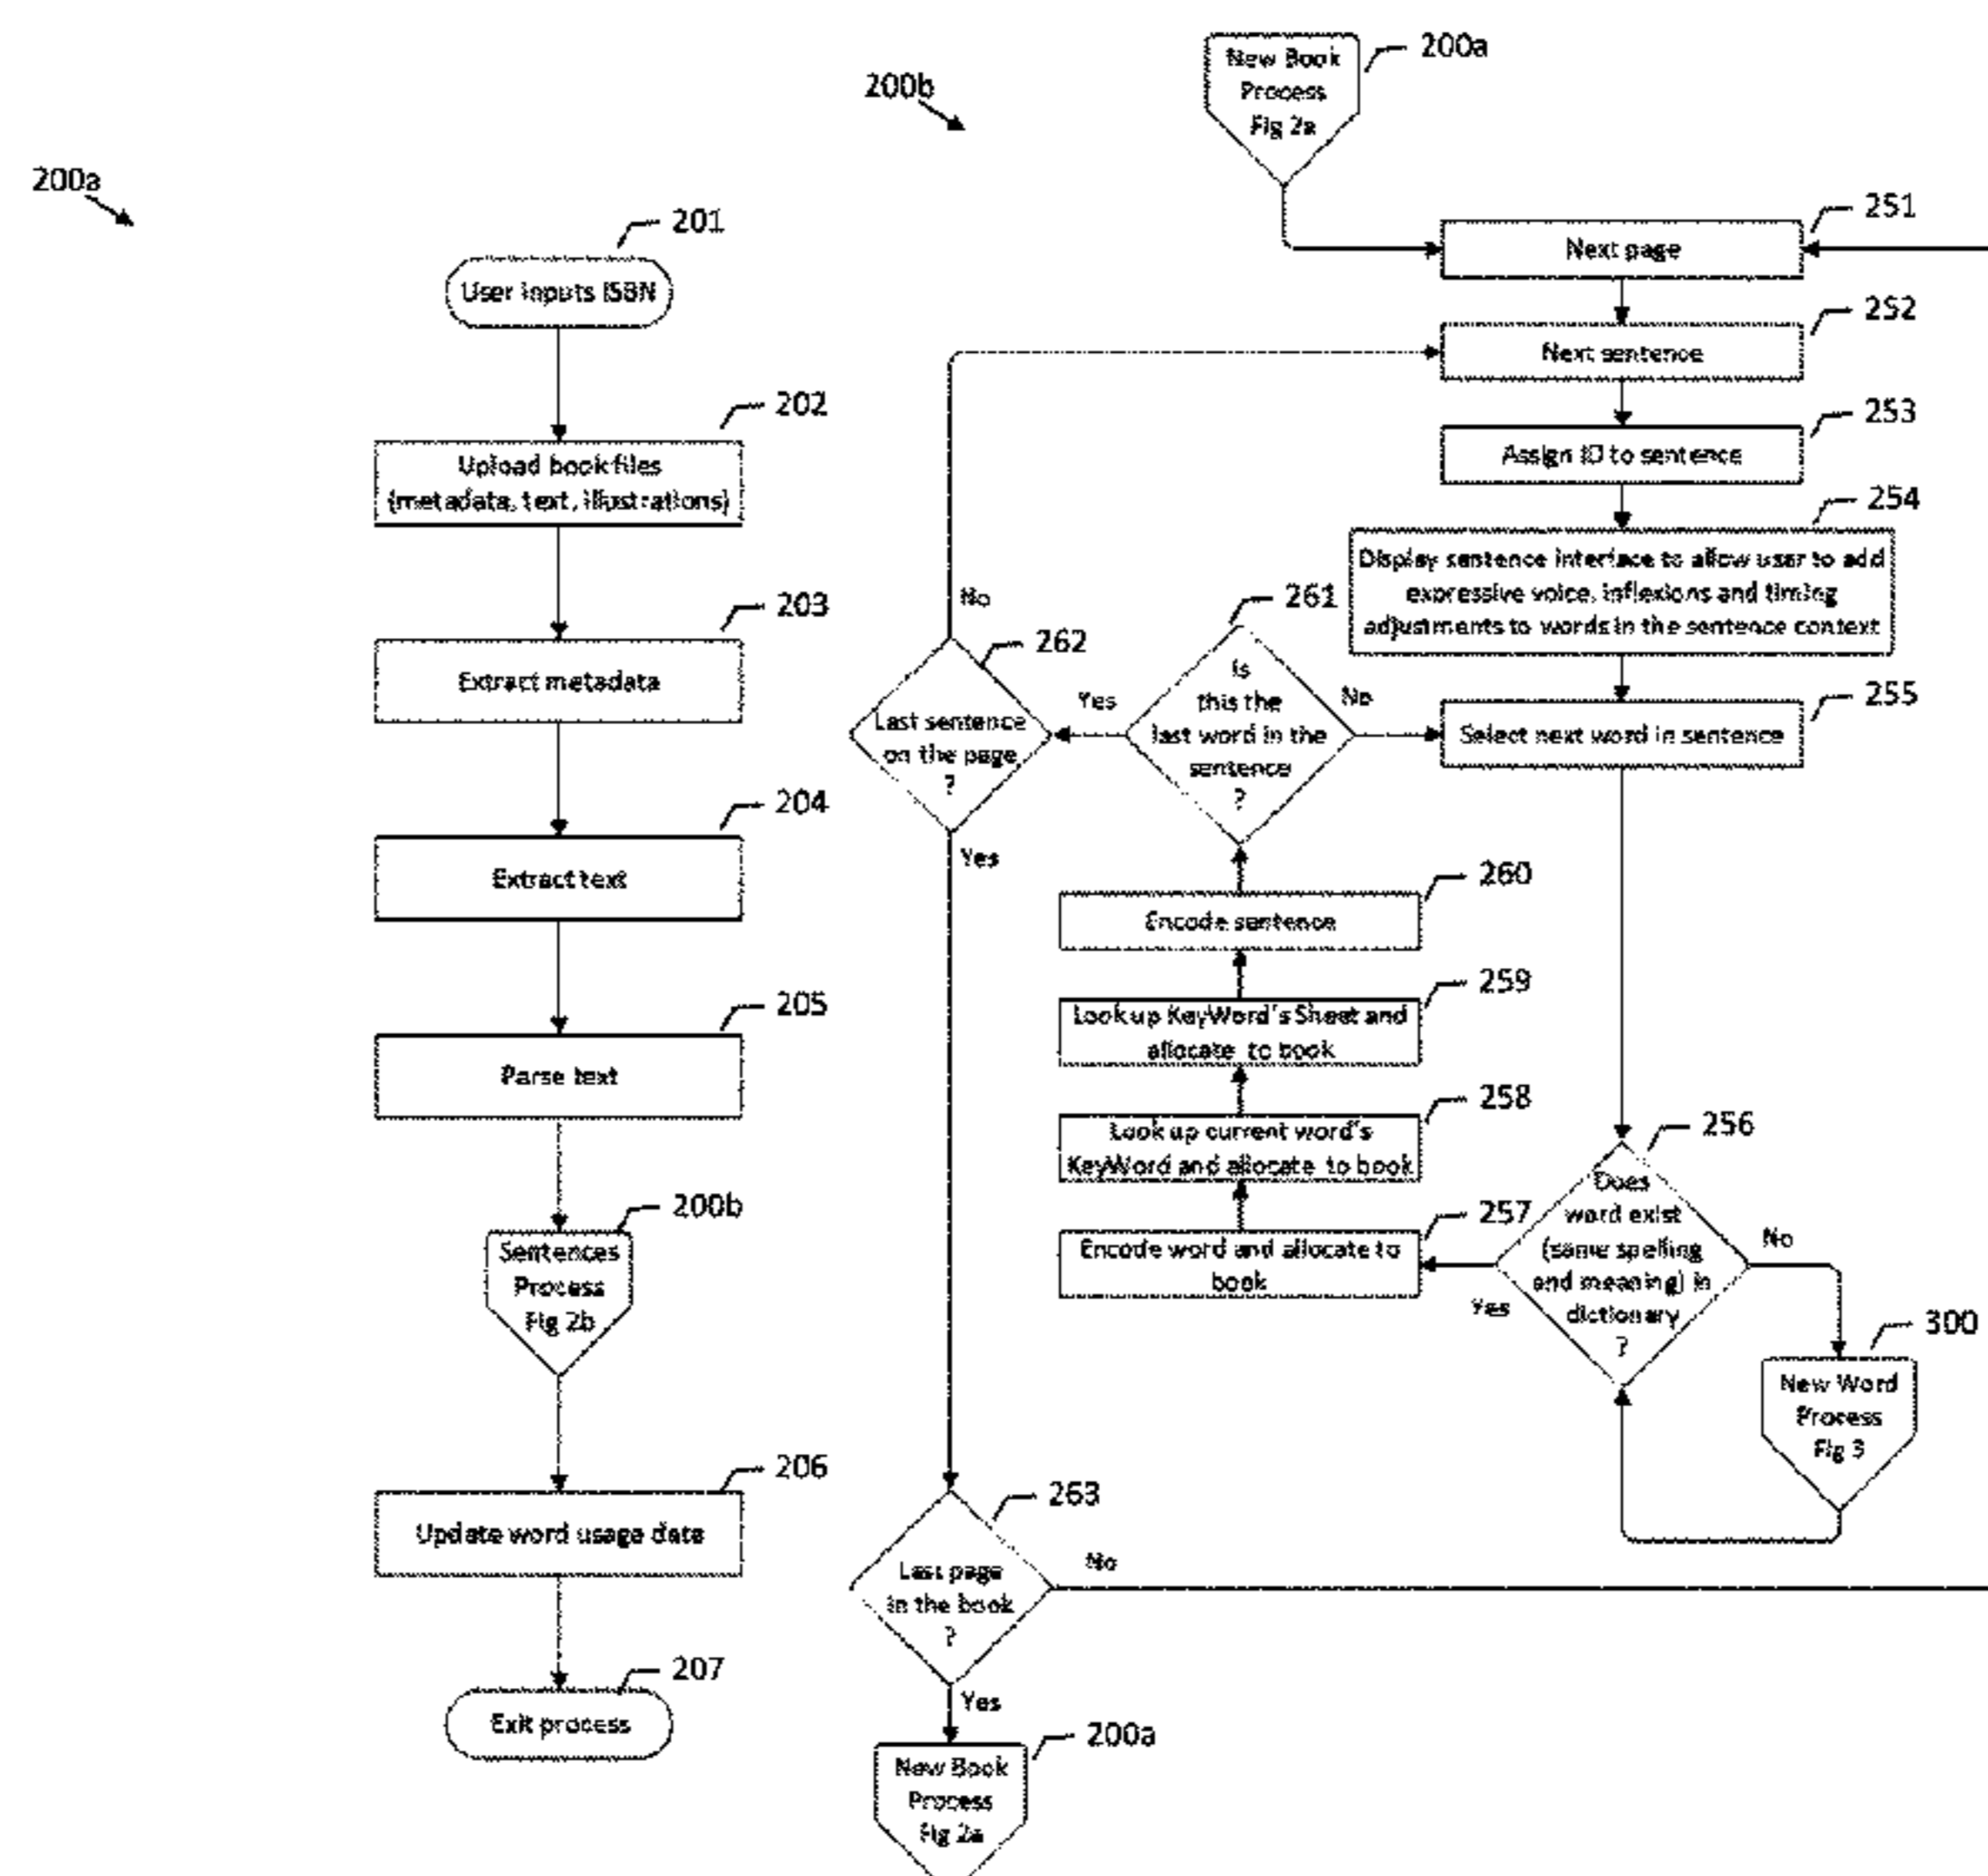 200a
201
User inputs ISBN
202
Upload book files
(metadata, text, illustrations)
203
Extract metadata
204
Extract text
205
Parse text
200b
Sentences
Process
Fig 2b
206
Update word usage data
207
Exit process
200b
200a
New Book
Process
Fig 2a
251
Next page
252
Next sentence
253
Assign ID to sentence
254
Display sentence interface to allow user to add
expressive voice, inflexions and timing
adjustments to words in the sentence context
255
Select next word in sentence
256
Does
word exist
(same spelling
and meaning) in
dictionary
?
No
Yes
300
New Word
Process
Fig 3
257
Encode word and allocate to
book
258
Look up current word's
KeyWord and allocate to book
259
Look up KeyWord's Sheet and
allocate to book
260
Encode sentence
261
Is
this the
last word in the
sentence
?
No
Yes
262
Last sentence
on the page
?
No
Yes
263
Last page
in the book
?
No
Yes
200a
New Book
Process
Fig 2a